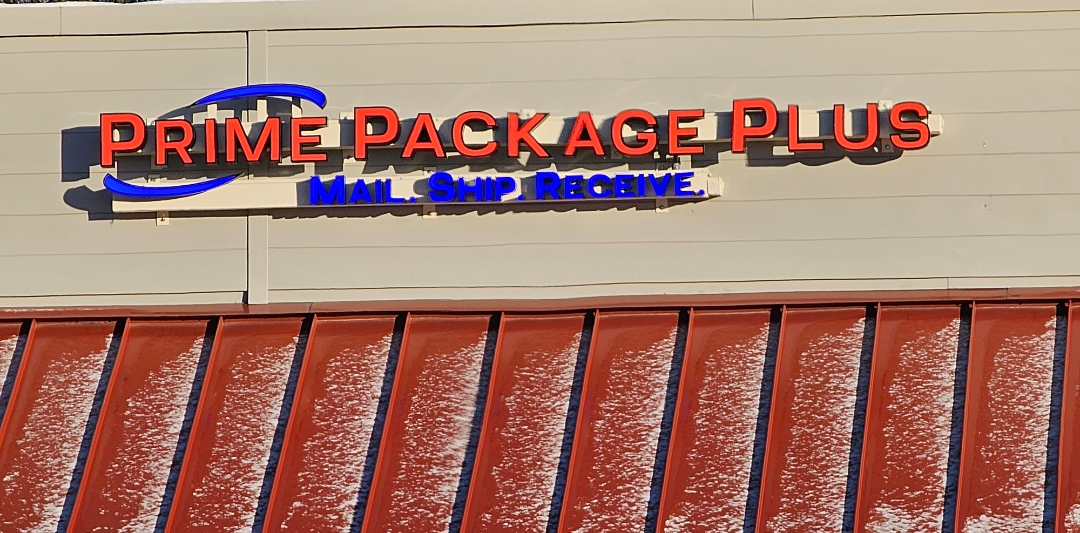 PRIME PACKAGE PLUS
MAIL. SHIP. RECEIVE.